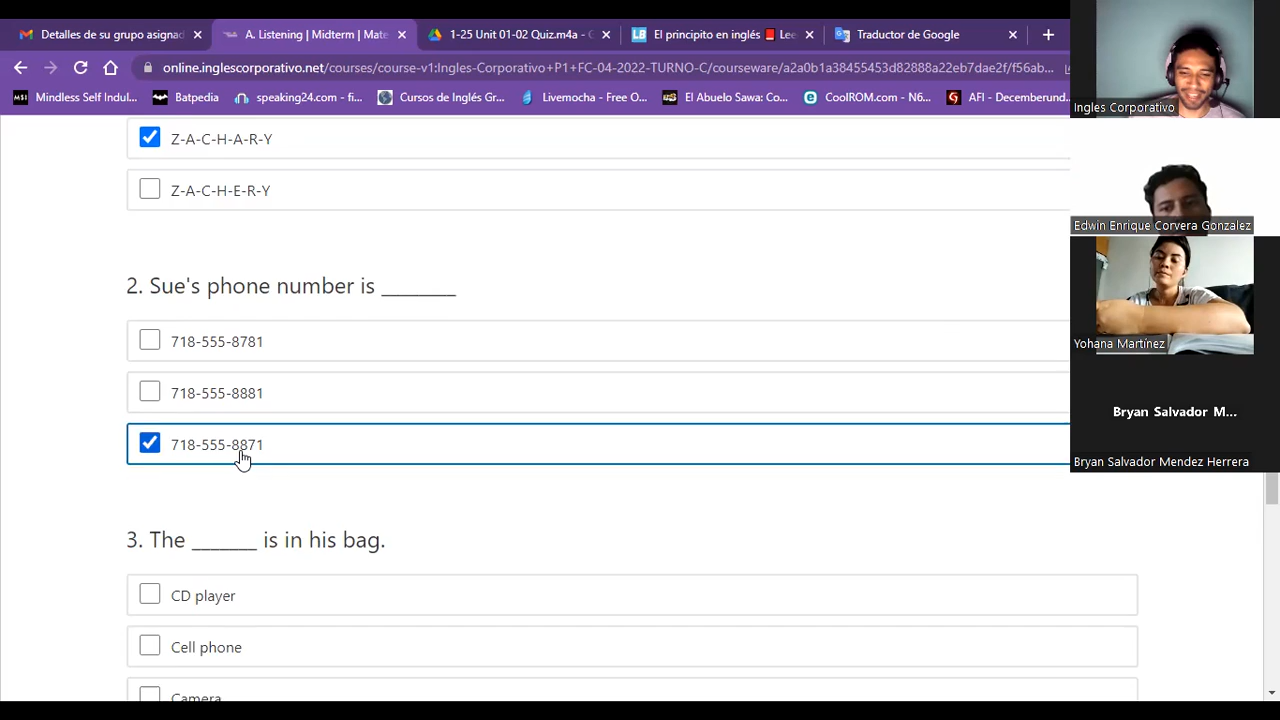 Detalles de su grupo asignad
A. Listening | Midterm | Mate
1-25 Unit 01-02 Quiz.m4a - G
El principito en inglés 📕 Lee
Traductor de Google
online.inglescorporativo.net/courses/course-v1:Ingles-Corporativo+P1+FC-04-2022-TURNO-C/courseware/a2a0b1a38455453d82888a22eb7dae2f/f56ab...
Mindless Self Indul...
Batpedia
speaking24.com - fi...
Cursos de Inglés Gr...
Livemocha - Free O...
El Abuelo Sawa: Co...
CoolROM.com - N6...
AFI - Decemberund...
Z-A-C-H-A-R-Y
Z-A-C-H-E-R-Y
2. Sue's phone number is ________
718-555-8781
718-555-8881
718-555-8871
3. The _______ is in his bag.
CD player
Cell phone
Camera
Ingles Corporativo
Edwin Enrique Corvera Gonzalez
Yohana Martínez
Bryan Salvador M...
Bryan Salvador Mendez Herrera